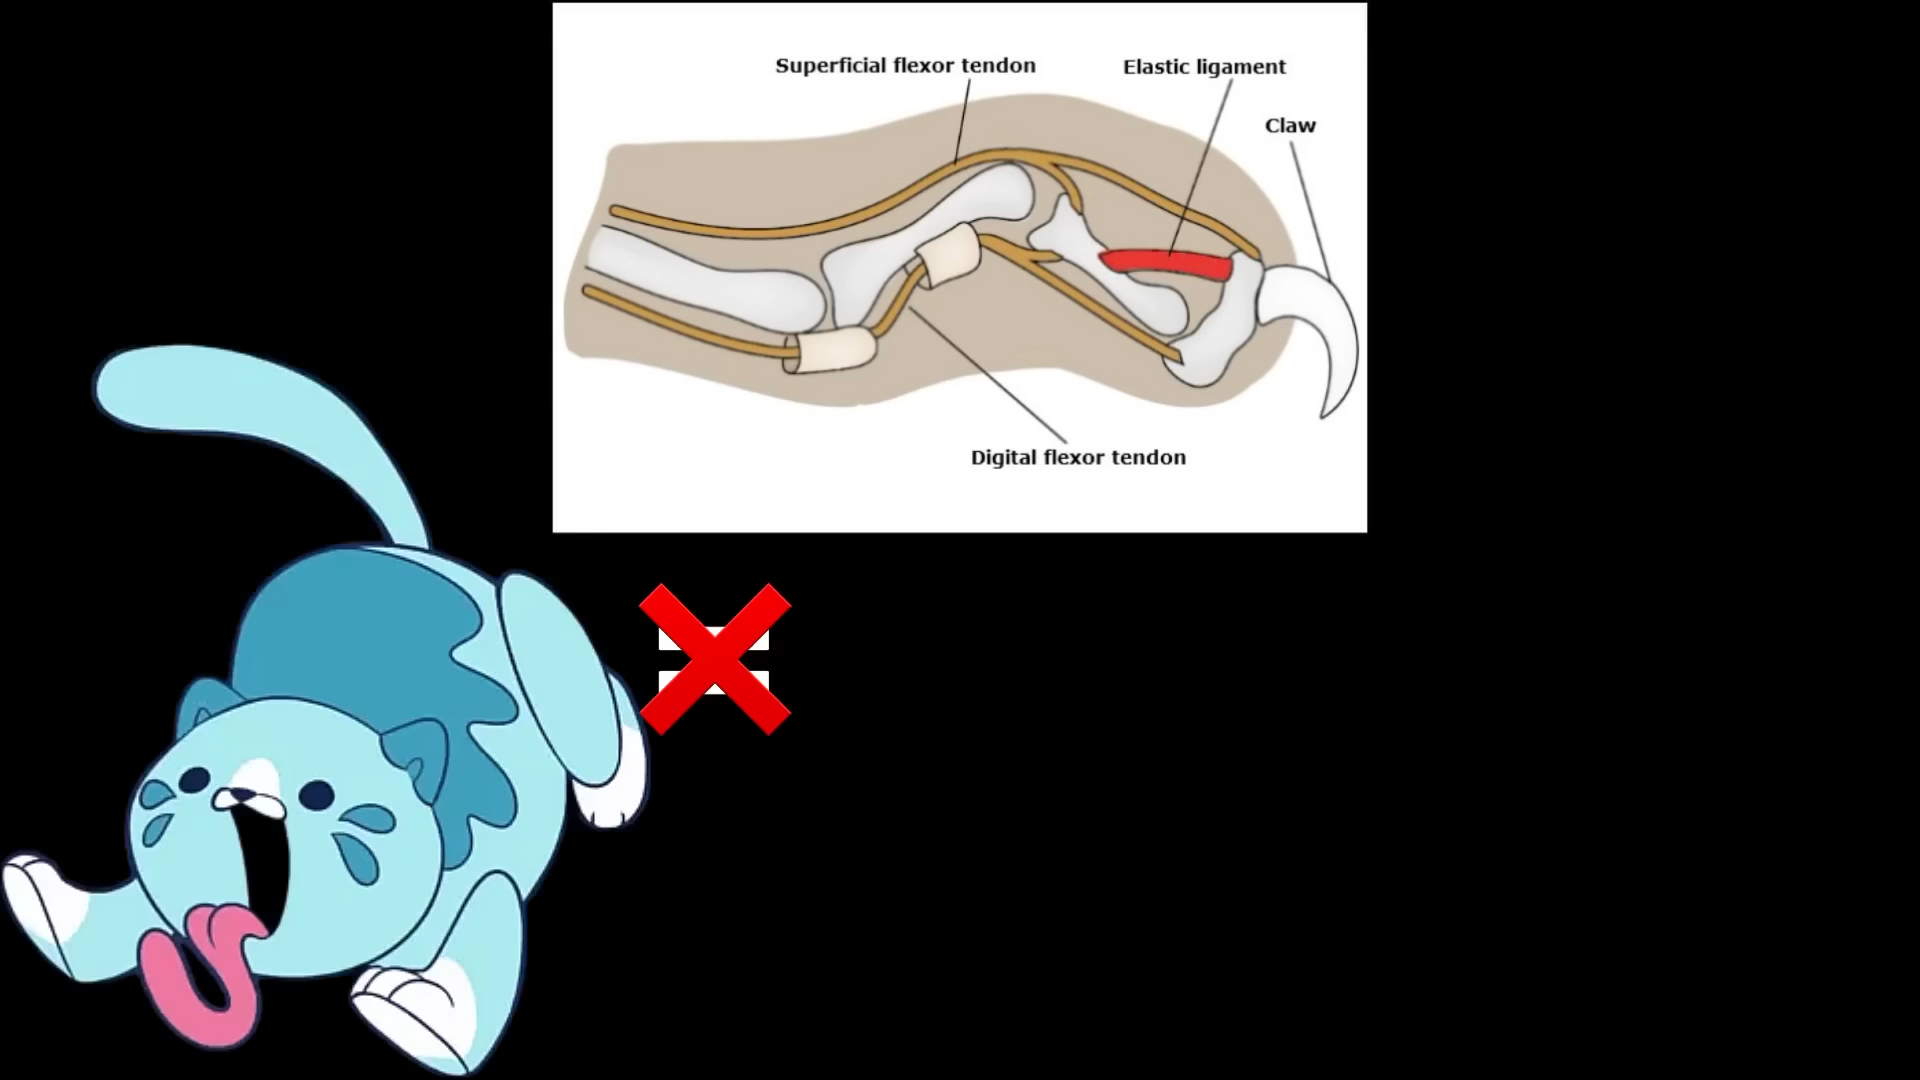 Superficial flexor tendon
Elastic ligament
Claw
Digital flexor tendon